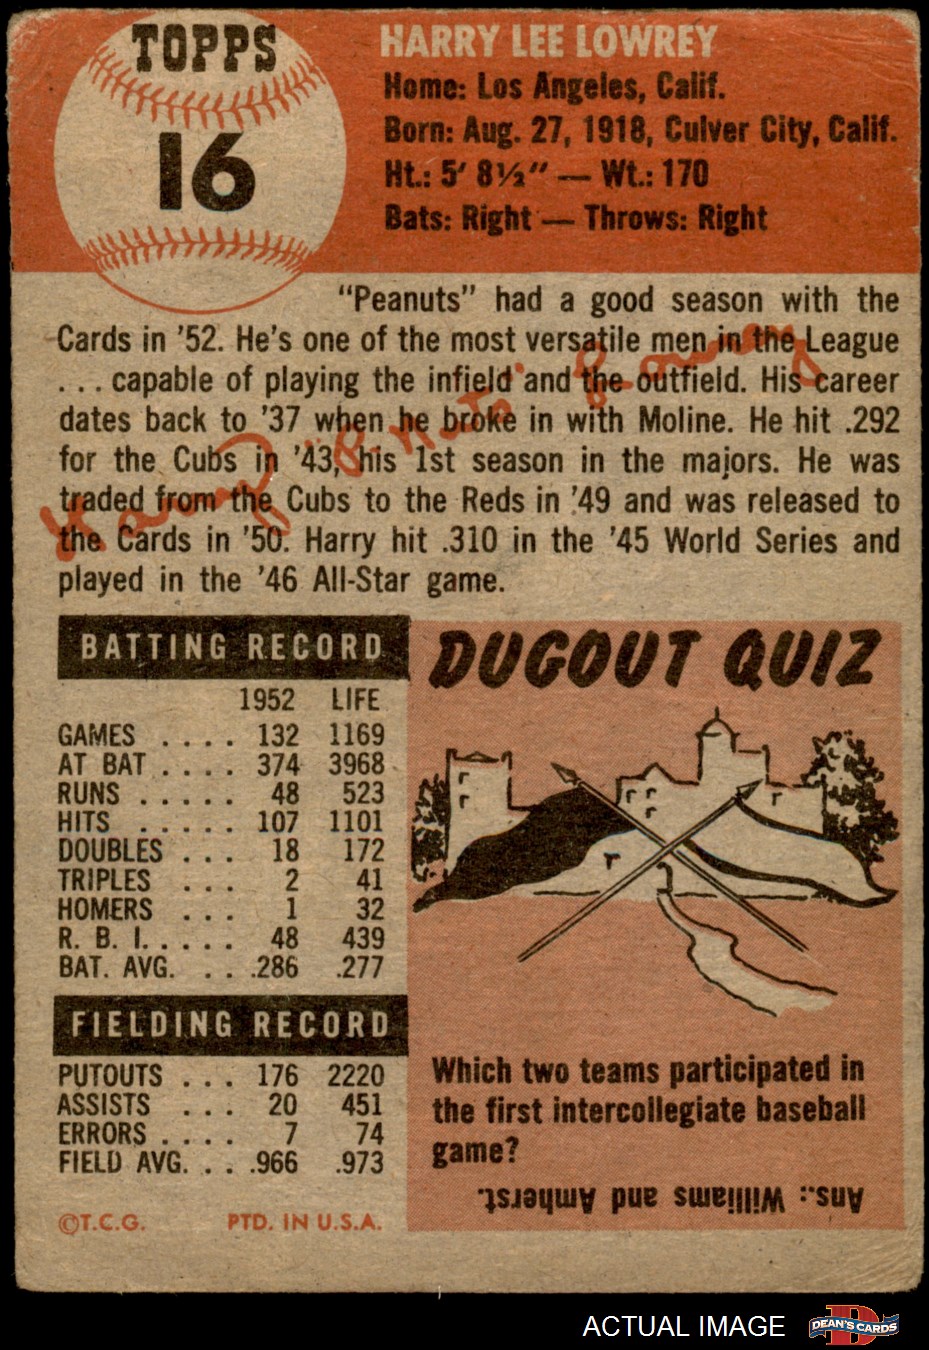 TOPPS
16
HARRY LEE LOWREY
Home: Los Angeles, Calif.
Born: Aug. 27, 1918, Culver City, Calif.
Ht.: 5' 8½" — Wt.: 170
Bats: Right — Throws: Right
"Peanuts" had a good season with the
Cards in '52. He's one of the most versatile men in the League
. . . capable of playing the infield and the outfield. His career
dates back to '37 when he broke in with Moline. He hit .292
for the Cubs in '43, his 1st season in the majors. He was
traded from the Cubs to the Reds in '49 and was released to
the Cards in '50. Harry hit .310 in the '45 World Series and
played in the '46 All-Star game.
Harry "P-Nuts" Lowrey
BATTING RECORD
1952 LIFE
GAMES . . . . 132 1169
AT BAT . . . . 374 3968
RUNS . . . . . 48 523
HITS . . . . . 107 1101
DOUBLES . . . 18 172
TRIPLES . . . 2 41
HOMERS . . . 1 32
R. B. I. . . . . 48 439
BAT. AVG. . . .286 .277
FIELDING RECORD
PUTOUTS . . . 176 2220
ASSISTS . . . 20 451
ERRORS . . . . 7 74
FIELD AVG. . . .966 .973
©T.C.G. PTD. IN U.S.A.
DUGOUT QUIZ
Which two teams participated in
the first intercollegiate baseball
game?
Ans.: Williams and Amherst.
ACTUAL IMAGE
DEAN'S CARDS